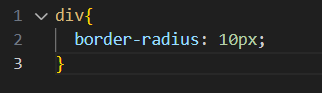 1 div{
2 border-radius: 10px;
3 }